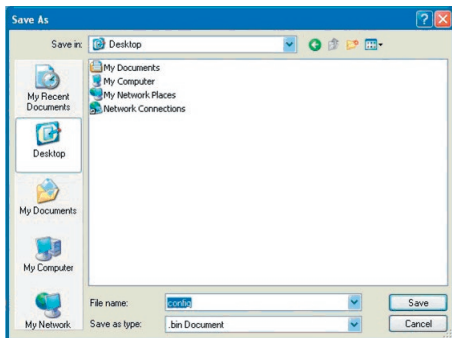 Save As
Save in:
Desktop
My Recent
Documents
Desktop
My Documents
My Computer
My Network
My Documents
My Computer
My Network Places
Network Connections
File name:
config
Save
Save as type:
.bin Document
Cancel